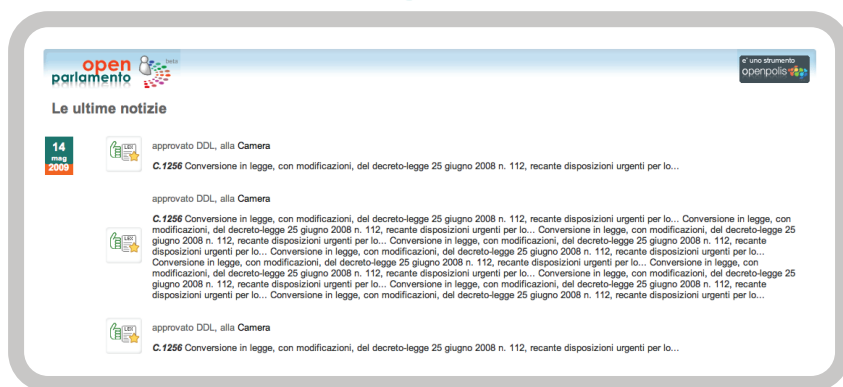 open
parlamento
beta
e' uno strumento
openpolis
Le ultime notizie
14
mag
2009
approvato DDL, alla Camera
C.1256 Conversione in legge, con modificazioni, del decreto-legge 25 giugno 2008 n. 112, recante disposizioni urgenti per lo...
approvato DDL, alla Camera
C.1256 Conversione in legge, con modificazioni, del decreto-legge 25 giugno 2008 n. 112, recante disposizioni urgenti per lo... Conversione in legge, con
modificazioni, del decreto-legge 25 giugno 2008 n. 112, recante disposizioni urgenti per lo... Conversione in legge, con modificazioni, del decreto-legge 25
giugno 2008 n. 112, recante disposizioni urgenti per lo... Conversione in legge, con modificazioni, del decreto-legge 25 giugno 2008 n. 112, recante
disposizioni urgenti per lo... Conversione in legge, con modificazioni, del decreto-legge 25 giugno 2008 n. 112, recante disposizioni urgenti per lo...
Conversione in legge, con modificazioni, del decreto-legge 25 giugno 2008 n. 112, recante disposizioni urgenti per lo... Conversione in legge, con
modificazioni, del decreto-legge 25 giugno 2008 n. 112, recante disposizioni urgenti per lo... Conversione in legge, con modificazioni, del decreto-legge 25
giugno 2008 n. 112, recante disposizioni urgenti per lo... Conversione in legge, con modificazioni, del decreto-legge 25 giugno 2008 n. 112, recante
disposizioni urgenti per lo... Conversione in legge, con modificazioni, del decreto-legge 25 giugno 2008 n. 112, recante disposizioni urgenti per lo...
approvato DDL, alla Camera
C.1256 Conversione in legge, con modificazioni, del decreto-legge 25 giugno 2008 n. 112, recante disposizioni urgenti per lo...